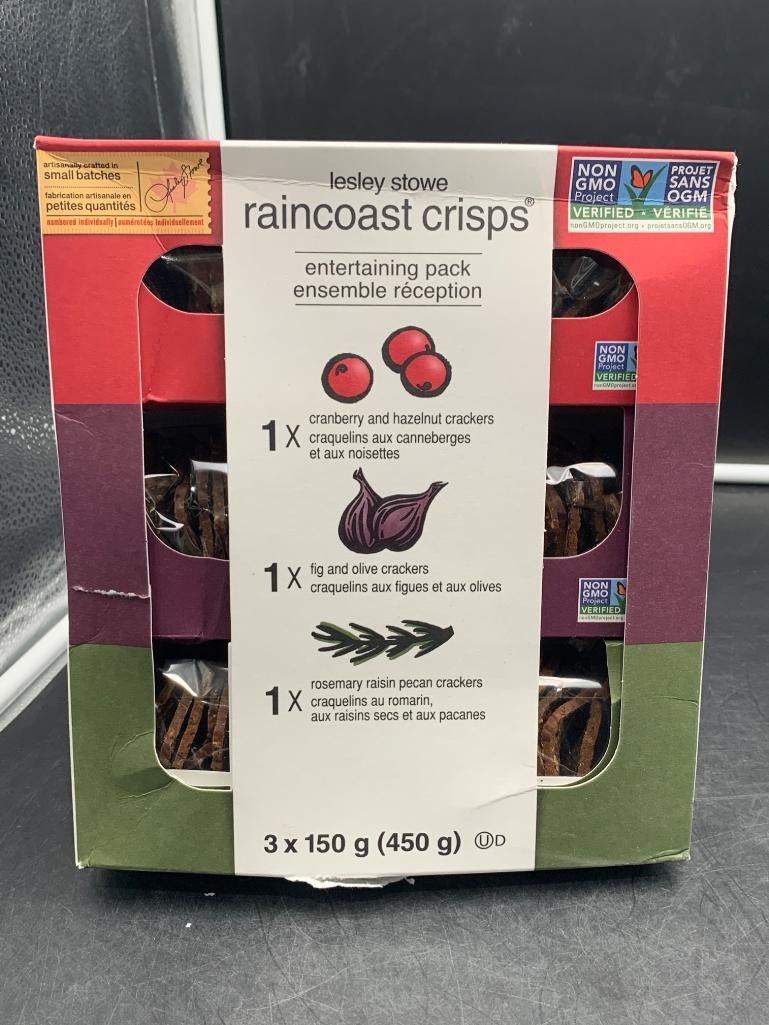 artisanally crafted in
small batches
fabrication artisanale en
petites quantités
numbered individually | numérotées individuellement
lesley stowe
raincoast crisps®
entertaining pack
ensemble réception
NON
GMO
Project
VERIFIED
PROJET
SANS
OGM
VÉRIFIÉ
nonGMOproject.org • projetsansOGM.org
NON
GMO
Project
VERIFIED
1 X
cranberry and hazelnut crackers
craquelins aux canneberges
et aux noisettes
1 X
fig and olive crackers
craquelins aux figues et aux olives
NON
GMO
Project
VERIFIED
1 X
rosemary raisin pecan crackers
craquelins au romarin,
aux raisins secs et aux pacanes
3 x 150 g (450 g) ⓊD